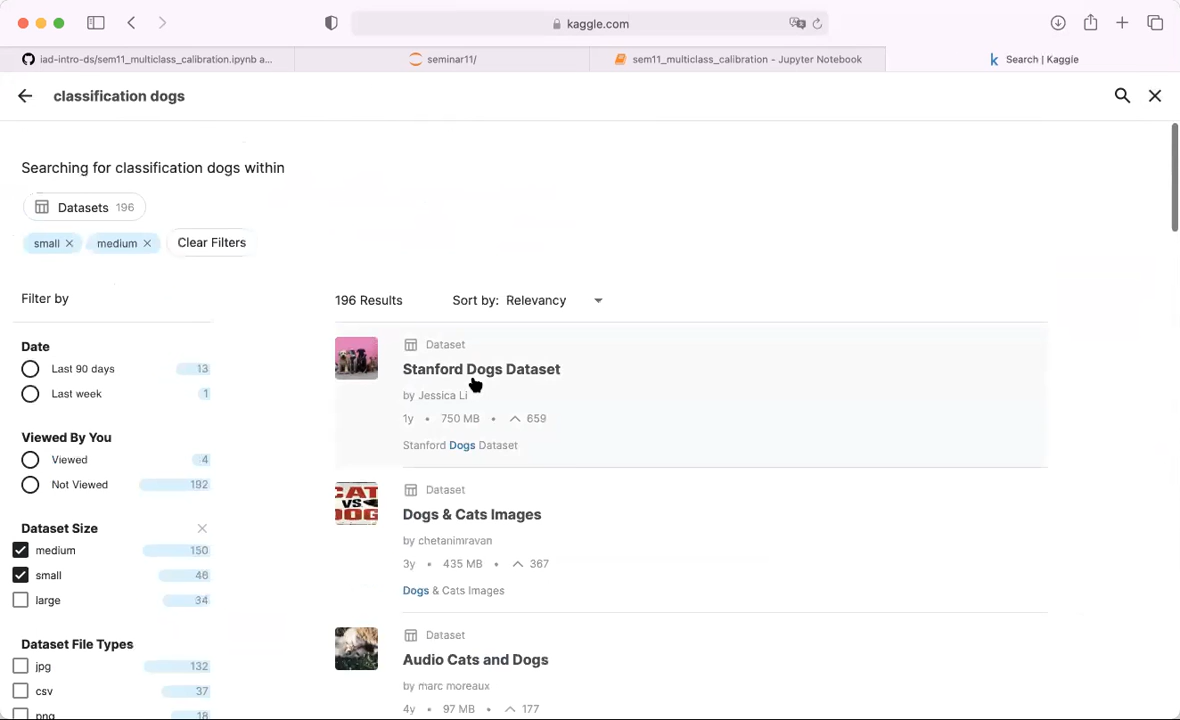 kaggle.com
iad-intro-ds/sem11_multiclass_calibration.ipynb a...
seminar11/
sem11_multiclass_calibration - Jupyter Notebook
k Search | Kaggle
classification dogs
Searching for classification dogs within
Datasets 196
small × medium × Clear Filters
Filter by
196 Results Sort by: Relevancy
Date
Last 90 days 13
Last week 1
Viewed By You
Viewed 4
Not Viewed 192
Dataset Size
medium 150
small 46
large 34
Dataset File Types
jpg 132
csv 37
png 18
Dataset
Stanford Dogs Dataset
by Jessica Li
1y • 750 MB • 659
Stanford Dogs Dataset
CAT
VS
DOG
Dataset
Dogs & Cats Images
by chetanimravan
3y • 435 MB • 367
Dogs & Cats Images
Dataset
Audio Cats and Dogs
by marc moreaux
4y • 97 MB • 177